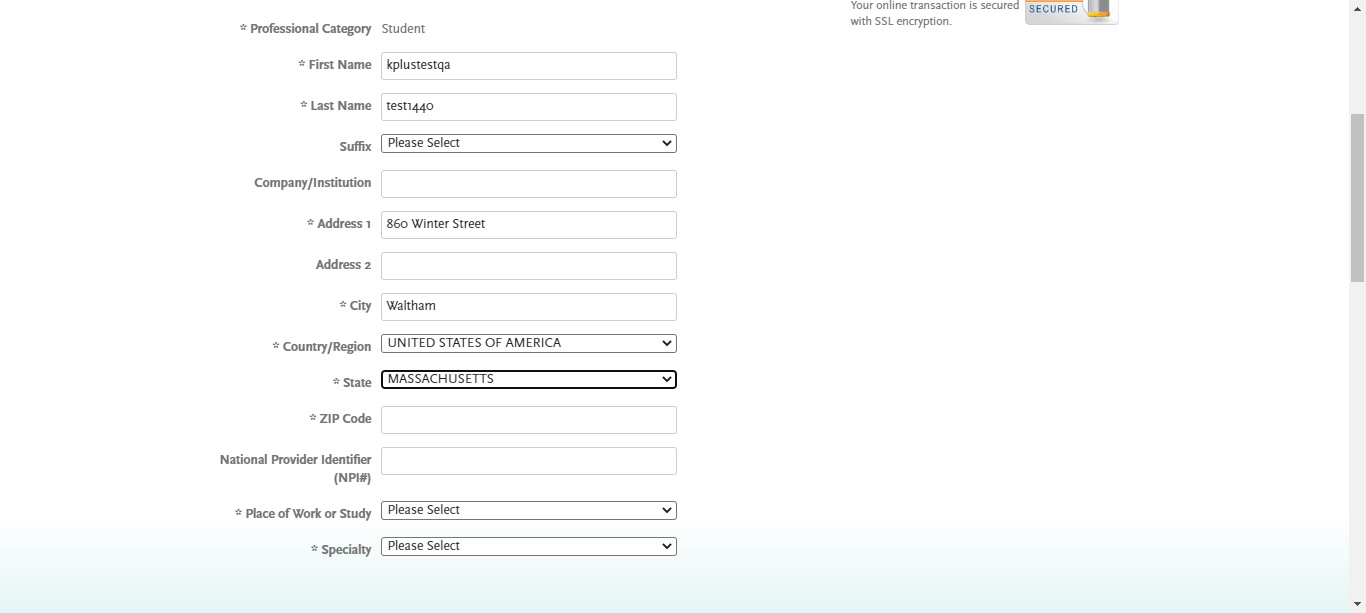 Your online transaction is secured
with SSL encryption.
SECURED
* Professional Category Student
* First Name kplustestqa
* Last Name test1440
Suffix Please Select
Company/Institution
* Address 1 860 Winter Street
Address 2
* City Waltham
* Country/Region UNITED STATES OF AMERICA
* State MASSACHUSETTS
* ZIP Code
National Provider Identifier
(NPI#)
* Place of Work or Study Please Select
* Specialty Please Select